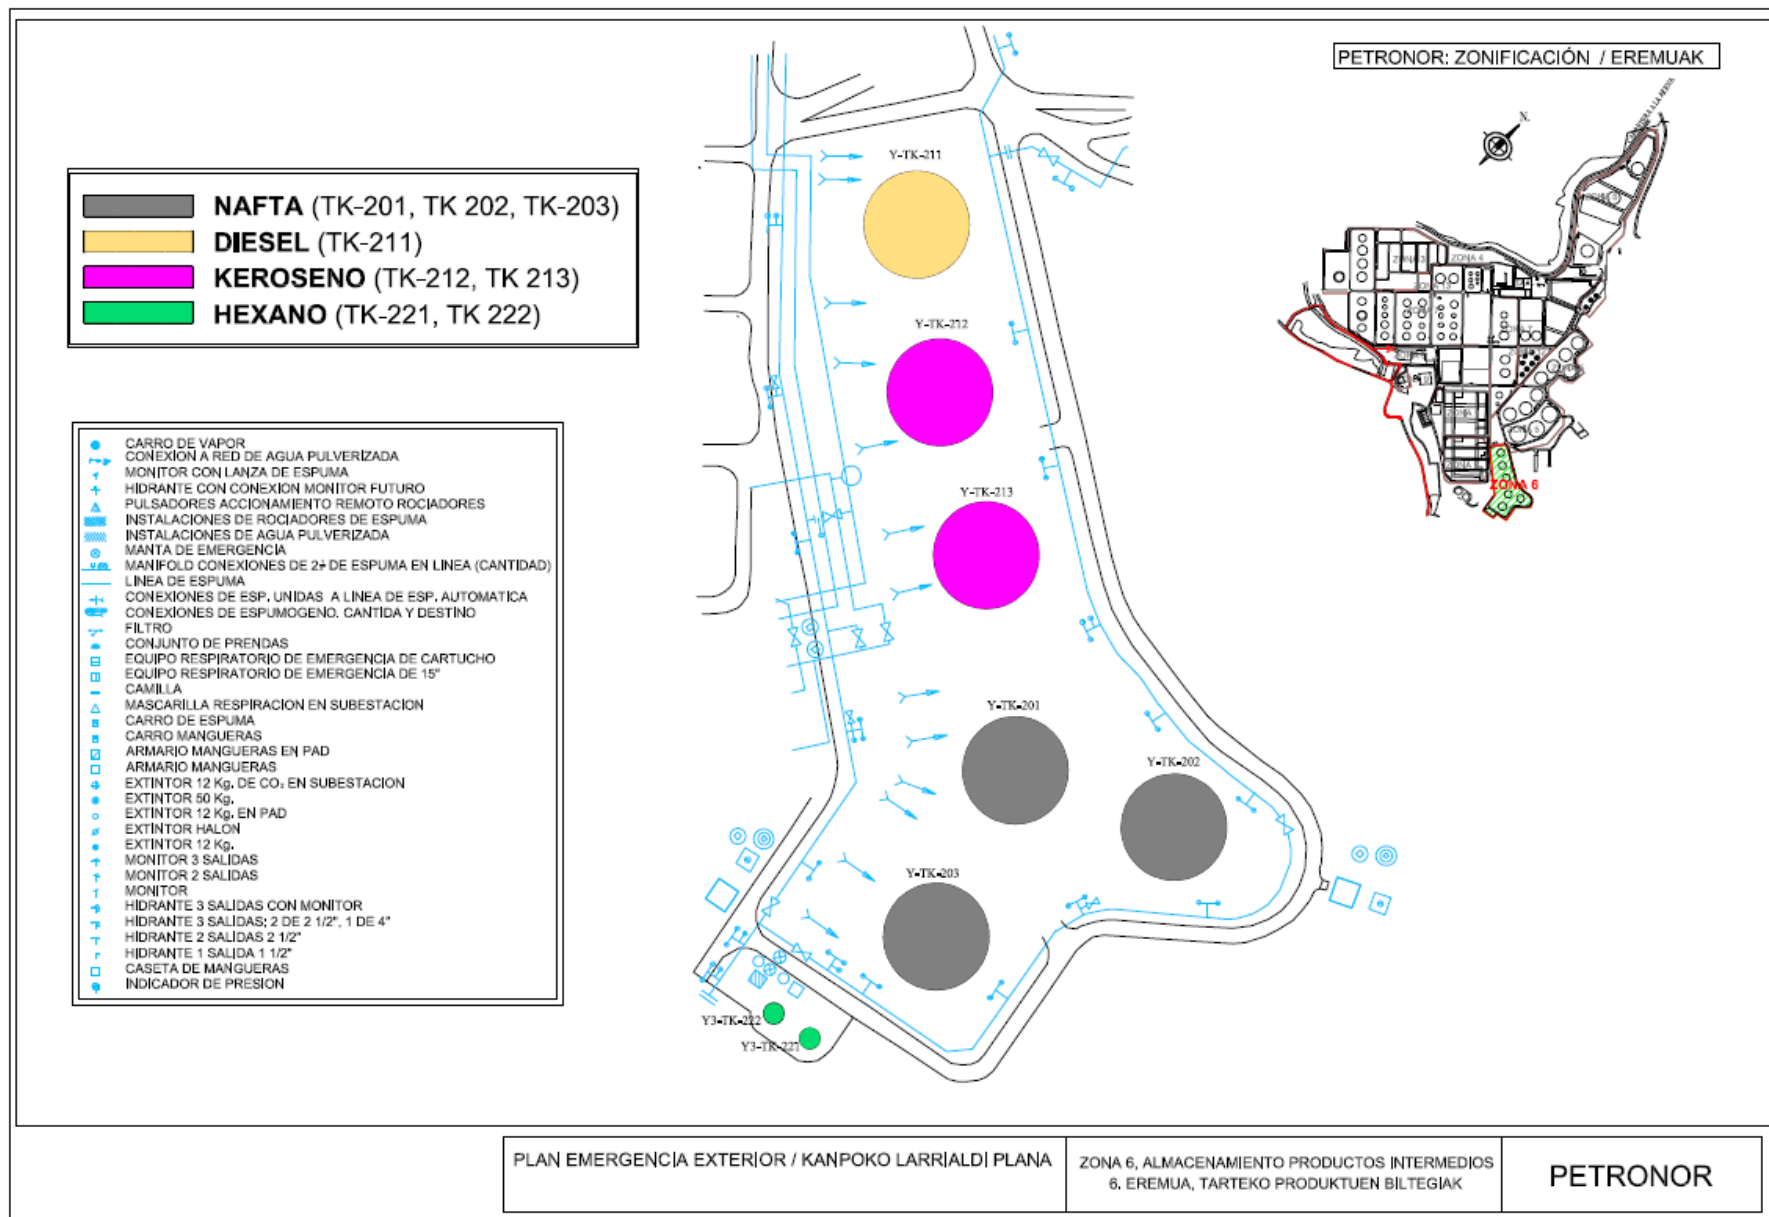 PETRONOR: ZONIFICACIÓN / EREMUAK
N.
NAFTA (TK-201, TK 202, TK-203)
DIESEL (TK-211)
KEROSENO (TK-212, TK 213)
HEXANO (TK-221, TK 222)
Y-TK-211
Y-TK-212
Y-TK-213
Y-TK-201
Y-TK-202
Y-TK-203
Y3-TK-222
Y3-TK-221
ZONA 4
ZONA 6
CARRO DE VAPOR
CONEXION A RED DE AGUA PULVERIZADA
MONITOR CON LANZA DE ESPUMA
HIDRANTE CON CONEXION MONITOR FUTURO
PULSADORES ACCIONAMIENTO REMOTO ROCIADORES
INSTALACIONES DE ROCIADORES DE ESPUMA
INSTALACIONES DE AGUA PULVERIZADA
MANTA DE EMERGENCIA
MANIFOLD CONEXIONES DE 2" DE ESPUMA EN LINEA (CANTIDAD)
LINEA DE ESPUMA
CONEXIONES DE ESP. UNIDAS A LINEA DE ESP. AUTOMATICA
CONEXIONES DE ESPUMOGENO. CANTIDA Y DESTINO
FILTRO
CONJUNTO DE PRENDAS
EQUIPO RESPIRATORIO DE EMERGENCIA DE CARTUCHO
EQUIPO RESPIRATORIO DE EMERGENCIA DE 15"
CAMILLA
MASCARILLA RESPIRACION EN SUBESTACION
CARRO DE ESPUMA
CARRO MANGUERAS
ARMARIO MANGUERAS EN PAD
ARMARIO MANGUERAS
EXTINTOR 12 Kg. DE CO₂ EN SUBESTACION
EXTINTOR 50 Kg.
EXTINTOR 12 Kg. EN PAD
EXTINTOR HALON
EXTINTOR 12 Kg.
MONITOR 3 SALIDAS
MONITOR 2 SALIDAS
MONITOR
HIDRANTE 3 SALIDAS CON MONITOR
HIDRANTE 3 SALIDAS; 2 DE 2 1/2", 1 DE 4"
HIDRANTE 2 SALIDAS 2 1/2"
HIDRANTE 1 SALIDA 1 1/2"
CASETA DE MANGUERAS
INDICADOR DE PRESION
PLAN EMERGENCIA EXTERIOR / KANPOKO LARRIALDI PLANA
ZONA 6, ALMACENAMIENTO PRODUCTOS INTERMEDIOS
6. EREMUA, TARTEKO PRODUKTUEN BILTEGIAK
PETRONOR